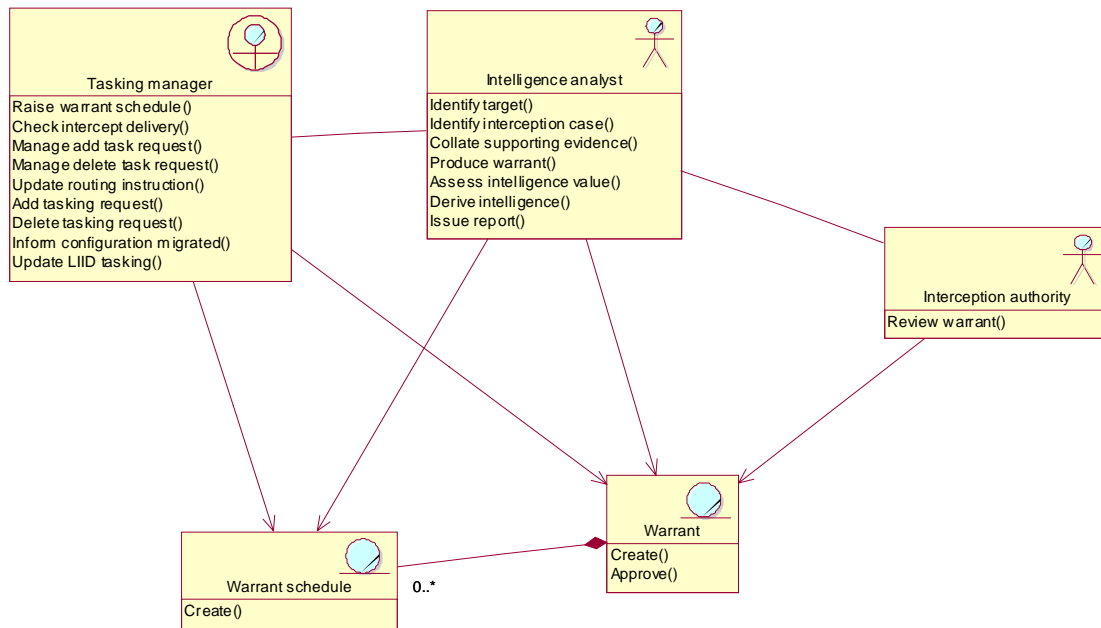 Tasking manager
Raise warrant schedule()
Check intercept delivery()
Manage add task request()
Manage delete task request()
Update routing instruction()
Add tasking request()
Delete tasking request()
Inform configuration migrated()
Update LIID tasking()
Intelligence analyst
Identify target()
Identify interception case()
Collate supporting evidence()
Produce warrant()
Assess intelligence value()
Derive intelligence()
Issue report()
Interception authority
Review warrant()
Warrant schedule
Create()
0..*
Warrant
Create()
Approve()